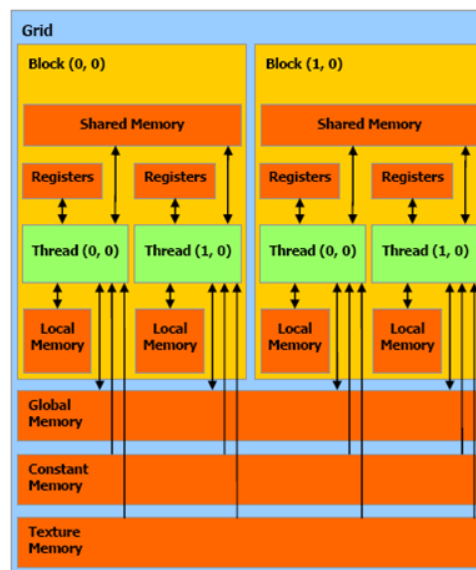 Grid
Block (0, 0)
Shared Memory
Registers
Registers
Thread (0, 0)
Thread (1, 0)
Local
Memory
Local
Memory
Block (1, 0)
Shared Memory
Registers
Registers
Thread (0, 0)
Thread (1, 0)
Local
Memory
Local
Memory
Global
Memory
Constant
Memory
Texture
Memory